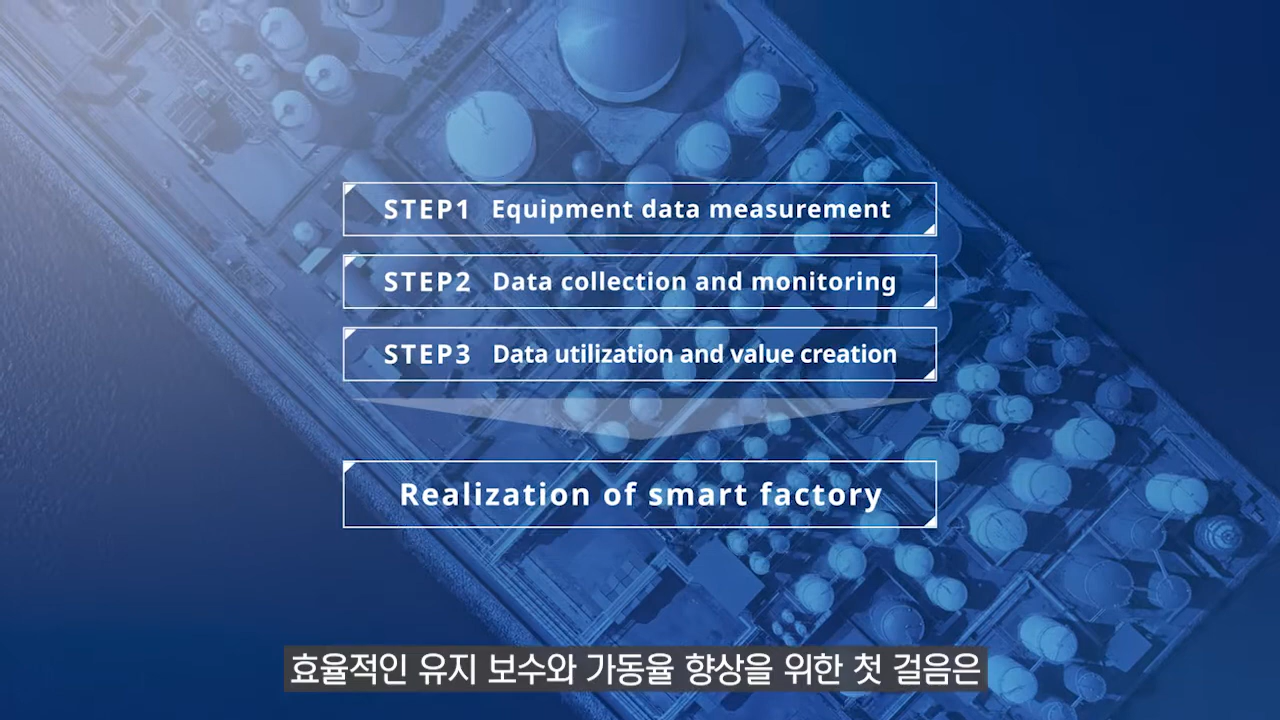 STEP1 Equipment data measurement
STEP2 Data collection and monitoring
STEP3 Data utilization and value creation
Realization of smart factory
효율적인 유지 보수와 가동율 향상을 위한 첫 걸음은